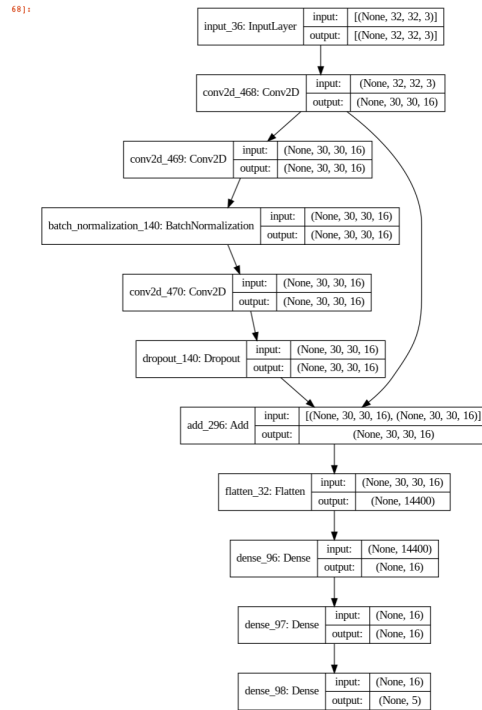 68]:
input_36: InputLayer input: [(None, 32, 32, 3)]
output: [(None, 32, 32, 3)]
conv2d_468: Conv2D input: (None, 32, 32, 3)
output: (None, 30, 30, 16)
conv2d_469: Conv2D input: (None, 30, 30, 16)
output: (None, 30, 30, 16)
batch_normalization_140: BatchNormalization input: (None, 30, 30, 16)
output: (None, 30, 30, 16)
conv2d_470: Conv2D input: (None, 30, 30, 16)
output: (None, 30, 30, 16)
dropout_140: Dropout input: (None, 30, 30, 16)
output: (None, 30, 30, 16)
add_296: Add input: [(None, 30, 30, 16), (None, 30, 30, 16)]
output: (None, 30, 30, 16)
flatten_32: Flatten input: (None, 30, 30, 16)
output: (None, 14400)
dense_96: Dense input: (None, 14400)
output: (None, 16)
dense_97: Dense input: (None, 16)
output: (None, 16)
dense_98: Dense input: (None, 16)
output: (None, 5)